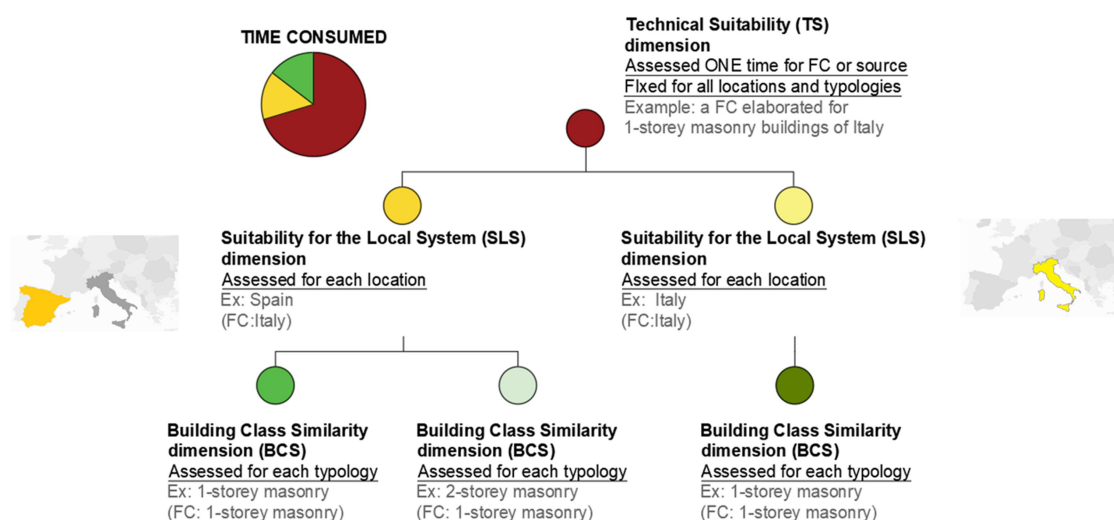 TIME CONSUMED
Technical Suitability (TS)
dimension
Assessed ONE time for FC or source
FIxed for all locations and typologies
Example: a FC elaborated for
1-storey masonry buildings of Italy
Suitability for the Local System (SLS)
dimension
Assessed for each location
Ex: Spain
(FC:Italy)
Suitability for the Local System (SLS)
dimension
Assessed for each location
Ex: Italy
(FC:Italy)
Building Class Similarity
dimension (BCS)
Assessed for each typology
Ex: 1-storey masonry
(FC: 1-storey masonry)
Building Class Similarity
dimension (BCS)
Assessed for each typology
Ex: 2-storey masonry
(FC: 1-storey masonry)
Building Class Similarity
dimension (BCS)
Assessed for each typology
Ex: 1-storey masonry
(FC: 1-storey masonry)